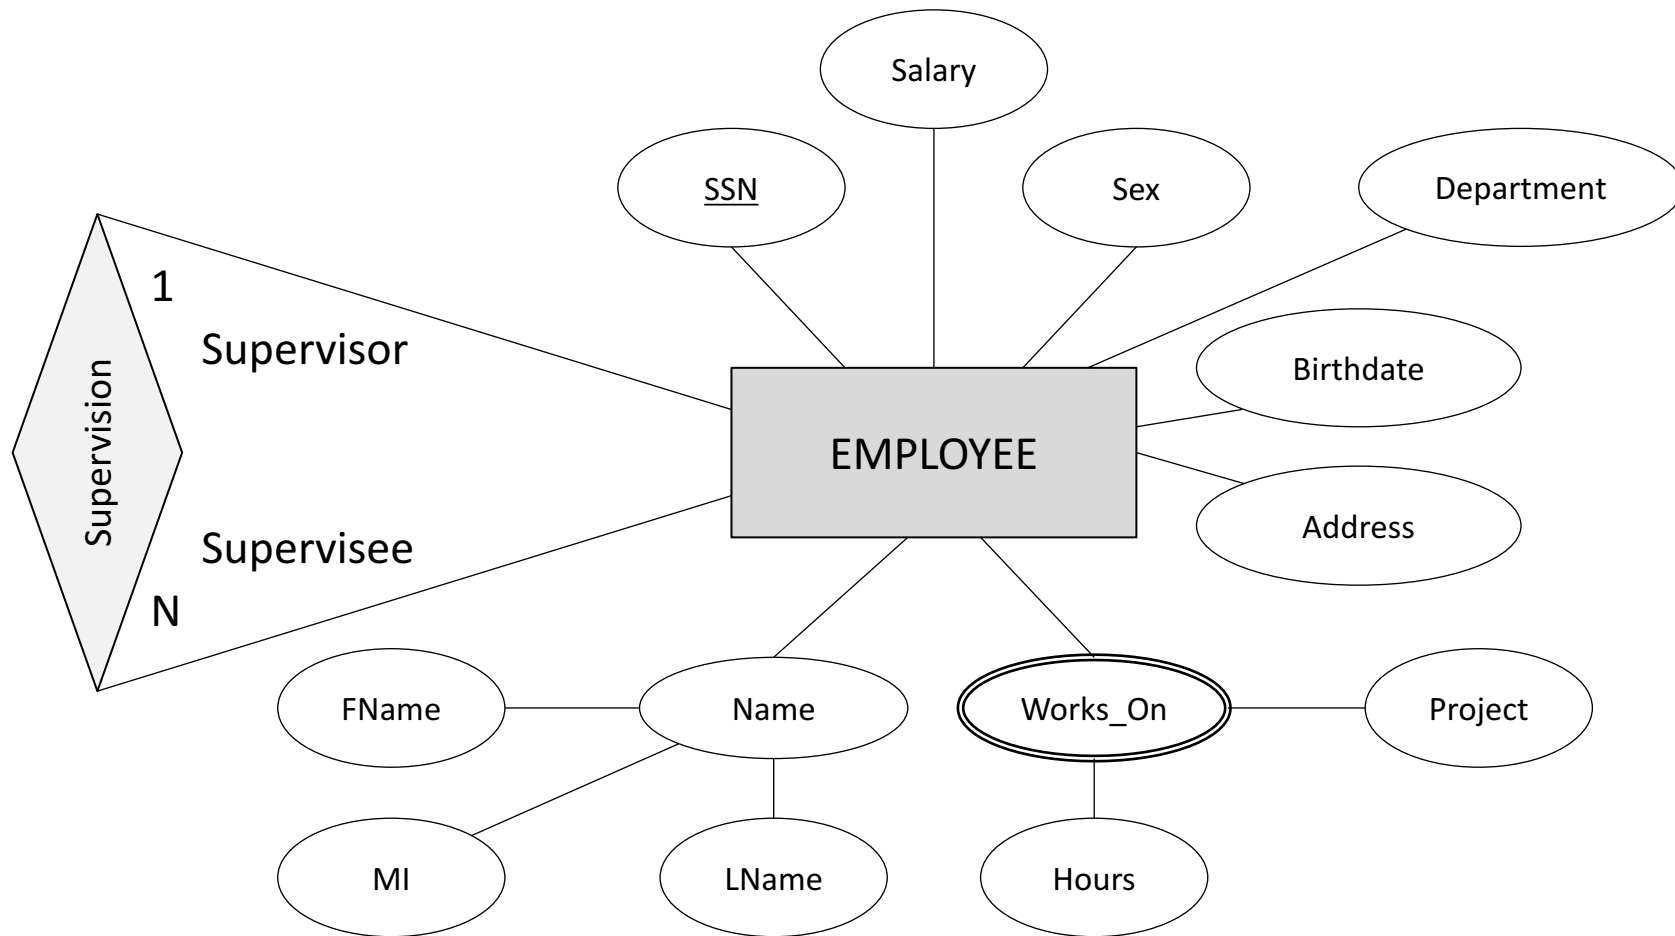 Salary
SSN
Sex
Department
1
Supervisor
Birthdate
Supervision
EMPLOYEE
Address
Supervisee
N
FName
Name
Works_On
Project
MI
LName
Hours